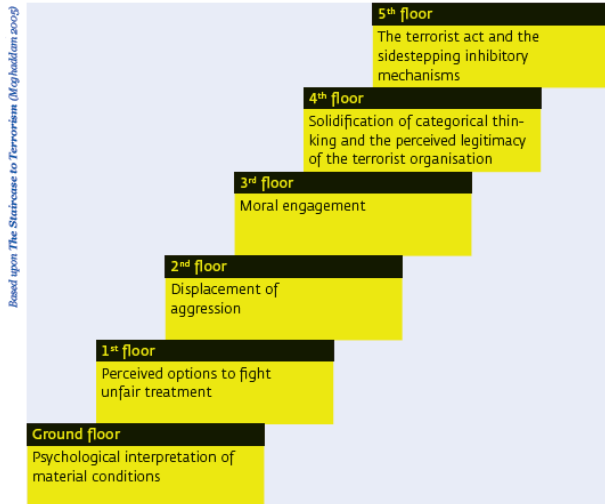 Based upon The Staircase to Terrorism (Moghaddam 2005)
5th floor
The terrorist act and the
sidestepping inhibitory
mechanisms
4th floor
Solidification of categorical thin-
king and the perceived legitimacy
of the terrorist organisation
3rd floor
Moral engagement
2nd floor
Displacement of
aggression
1st floor
Perceived options to fight
unfair treatment
Ground floor
Psychological interpretation of
material conditions